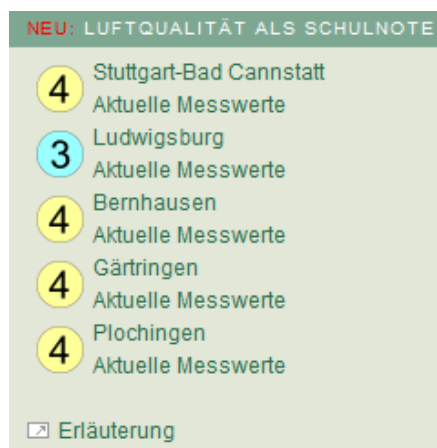 NEU: LUFTQUALITÄT ALS SCHULNOTE
4 Stuttgart-Bad Cannstatt
Aktuelle Messwerte
3 Ludwigsburg
Aktuelle Messwerte
4 Bernhausen
Aktuelle Messwerte
4 Gärtringen
Aktuelle Messwerte
4 Plochingen
Aktuelle Messwerte
Erläuterung